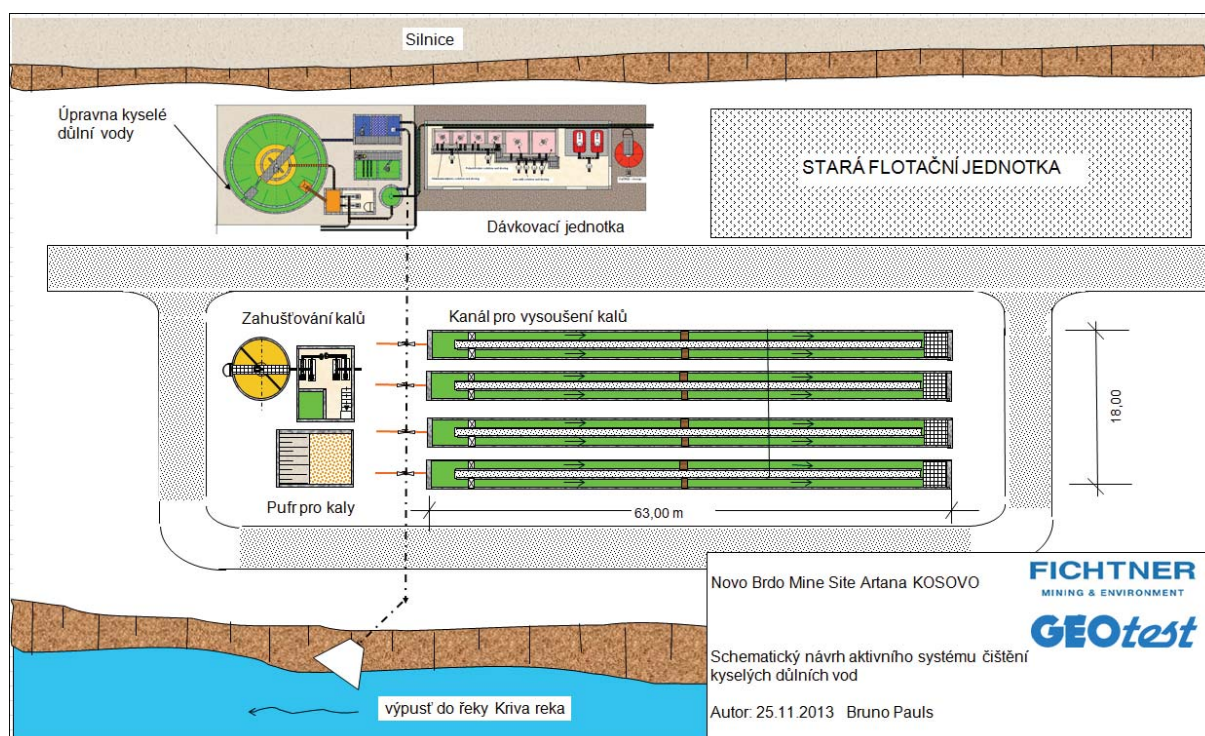 Silnice
Úpravna kyselé
důlní vody
STARÁ FLOTAČNÍ JEDNOTKA
Dávkovací jednotka
Zahušťování kalů
Kanál pro vysoušení kalů
18,00
Pufr pro kaly
63,00 m
Novo Brdo Mine Site Artana KOSOVO
FICHTNER
MINING & ENVIRONMENT
GEOtest
Schematický návrh aktivního systému čištění
kyselých důlních vod
Autor: 25.11.2013 Bruno Pauls
výpusť do řeky Kriva reka